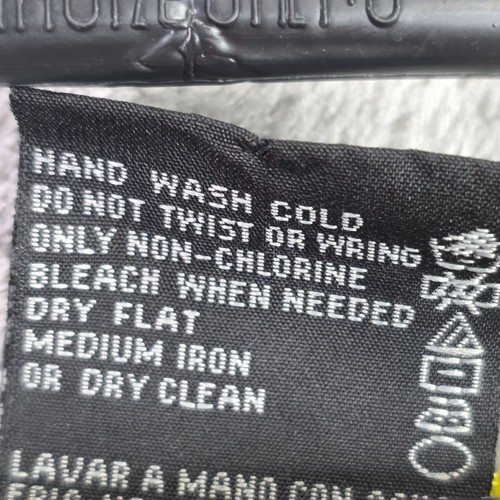 HAND WASH COLD
DO NOT TWIST OR WRING
ONLY NON-CHLORINE
BLEACH WHEN NEEDED
DRY FLAT
MEDIUM IRON
OR DRY CLEAN
LAVAR A MANO CON